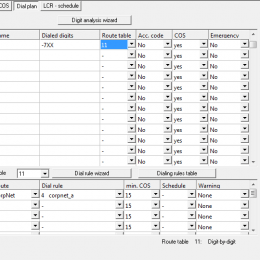 COS Dial plan LCR - schedule
Digit analysis wizard
ame Dialed digits Route table Acc. code COS Emergency
-7XX 11 No yes No
- No yes No
- No yes No
- No yes No
- No yes No
- No yes No
- No yes No
- No yes No
- No yes No
- No yes No
- No yes No
- No yes No
ble 11 Dial rule wizard Dialing rules table
ute Dial rule min. COS Schedule Warning
orpNet 4 corpnet_a 15 - None
15 - None
15 - None
Route table 11: Digit-by-digit